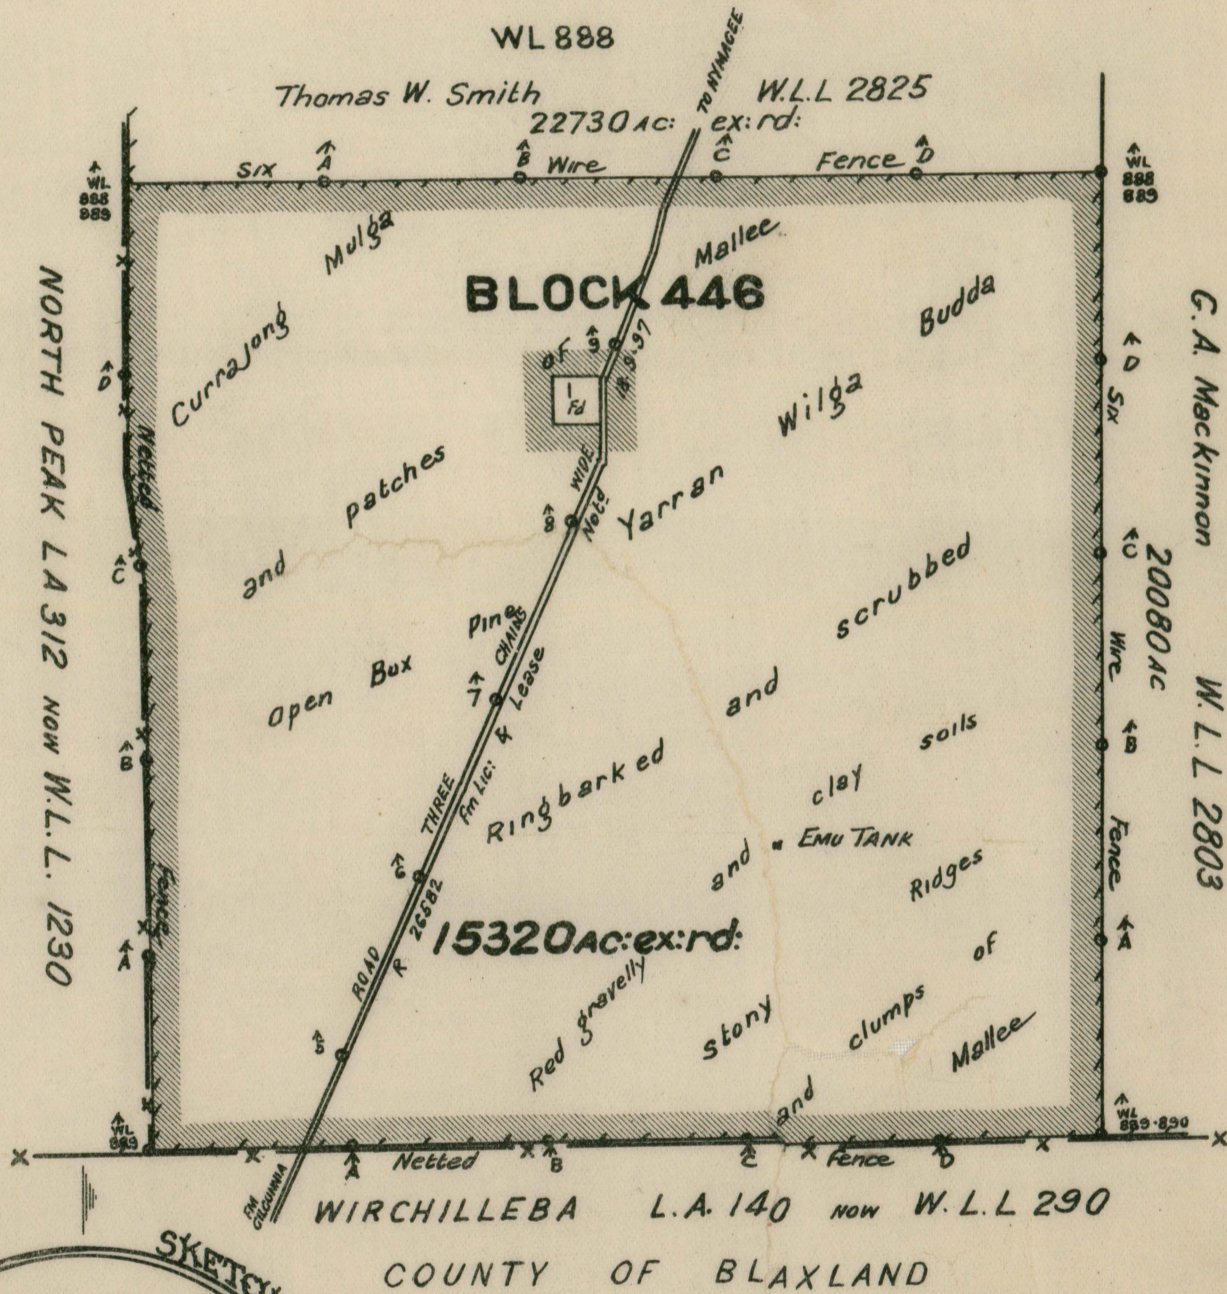 WL 888
TO NYMAGEE
Thomas W. Smith W.L.L 2825
22730 Ac: ex: rd:
A B C D
Six Wire Fence
WL
888
889
WL
888
889
Mulga
Mallee
BLOCK 446
Budda
Currajong
of
9
18·9·97
1
Fd
Wilga
D
D
Netted
Six
patches
WIDE
Notd
Yarran
8
and
C
C
Pine
scrubbed
CHAINS
Lease
Open Bux
7
&
and
Wire
B
B
soils
THREE
Fm Lic:
Ringbarked
clay
EMU TANK
and
Fence
Fence
6
Ridges
R 26582
15320 Ac: ex: rd:
A
A
of
ROAD
Red gravelly
stony
clumps
5
Mallee
and
WL
889
WL
889·890
A B C D
Netted Fence
FM
GILGUNNIA
NORTH PEAK LA 312 NOW W.L.L. 1230
G. A. Mackinnon W. L. L 2803
20080 AC
WIRCHILLEBA L.A. 140 NOW W. L. L 290
SKETCH
COUNTY OF BLAXLAND